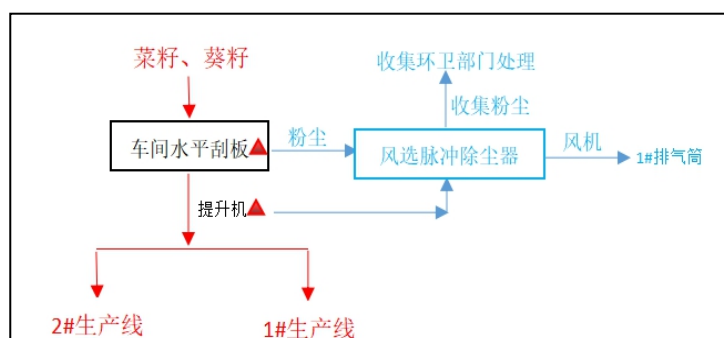 菜籽、葵籽
收集环卫部门处理
收集粉尘
车间水平刮板
粉尘
风选脉冲除尘器
风机
1#排气筒
提升机
2#生产线
1#生产线